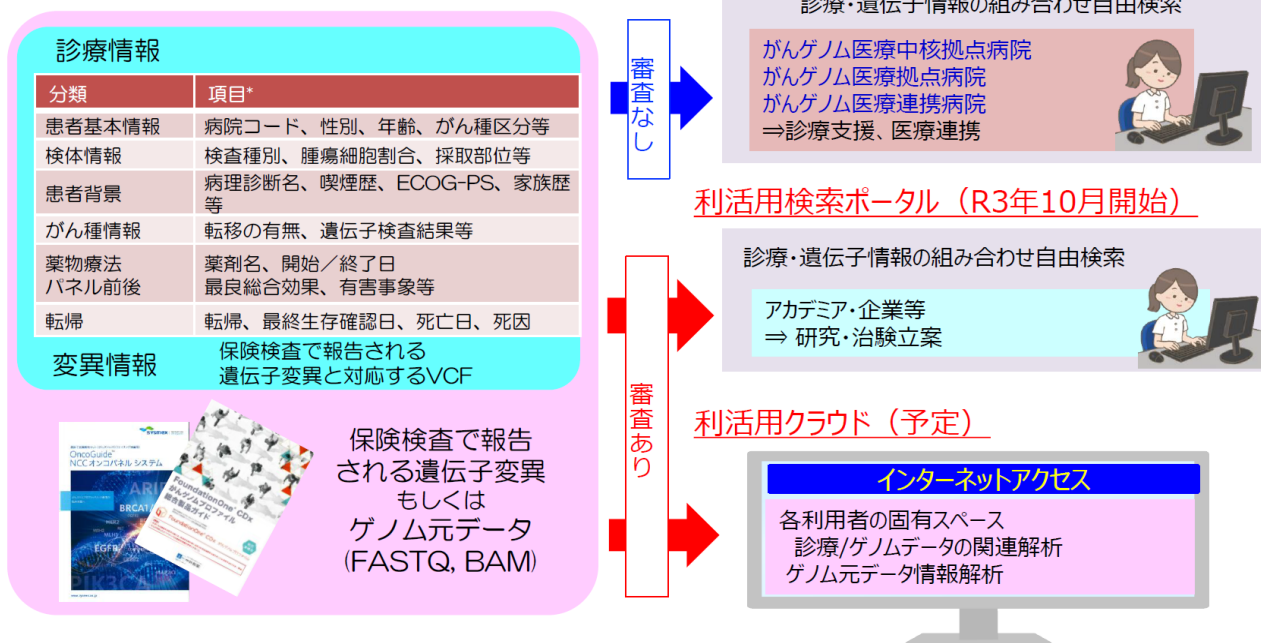 診療情報
分類 項目*
患者基本情報 病院コード、性別、年齢、がん種区分等
検体情報 検査種別、腫瘍細胞割合、採取部位等
患者背景 病理診断名、喫煙歴、ECOG-PS、家族歴
等
がん種情報 転移の有無、遺伝子検査結果等
薬物療法 薬剤名、開始/終了日
パネル前後 最良総合効果、有害事象等
転帰 転帰、最終生存確認日、死亡日、死因
変異情報
保険検査で報告される
遺伝子変異と対応するVCF
OncoGuide™
NCC オンコパネル システム
BRCA1
EGFR
PIK3CA
FoundationOne® CDx
がんゲノムプロファイル
FoundationOne® CDx
保険検査で報告
される遺伝子変異
もしくは
ゲノム元データ
(FASTQ, BAM)
審査なし
審査あり
診療・遺伝子情報の組み合わせ自由検索
がんゲノム医療中核拠点病院
がんゲノム医療拠点病院
がんゲノム医療連携病院
⇒診療支援、医療連携
利活用検索ポータル（R3年10月開始）
診療・遺伝子情報の組み合わせ自由検索
アカデミア・企業等
⇒ 研究・治験立案
利活用クラウド（予定）
インターネットアクセス
各利用者の固有スペース
診療/ゲノムデータの関連解析
ゲノム元データ情報解析